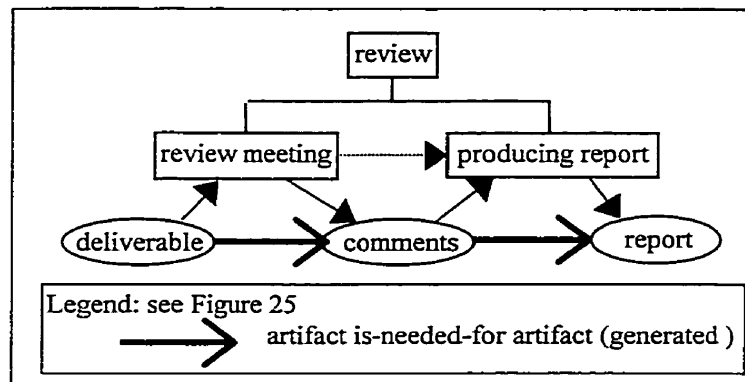 review
review meeting
producing report
deliverable
comments
report
Legend: see Figure 25
artifact is-needed-for artifact (generated )